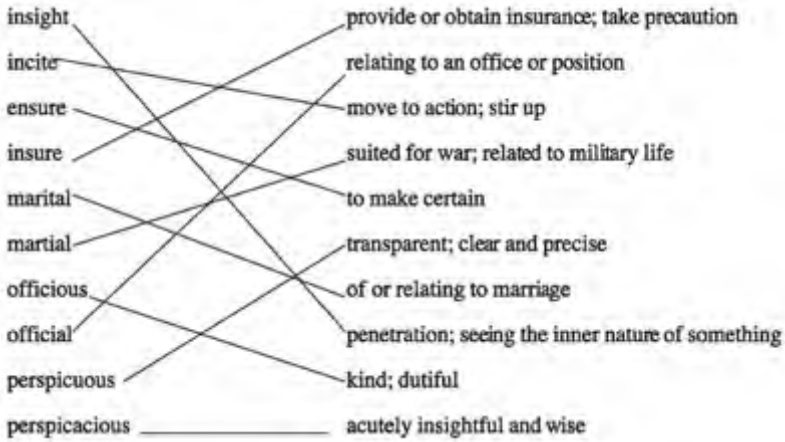 insight provide or obtain insurance; take precaution
incite relating to an office or position
ensure move to action; stir up
insure suited for war; related to military life
marital to make certain
martial transparent; clear and precise
officious of or relating to marriage
official penetration; seeing the inner nature of something
perspicuous kind; dutiful
perspicacious acutely insightful and wise